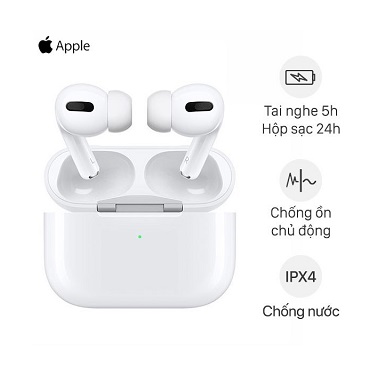 Apple
Tai nghe 5h
Hộp sạc 24h
Chống ồn
chủ động
IPX4
Chống nước